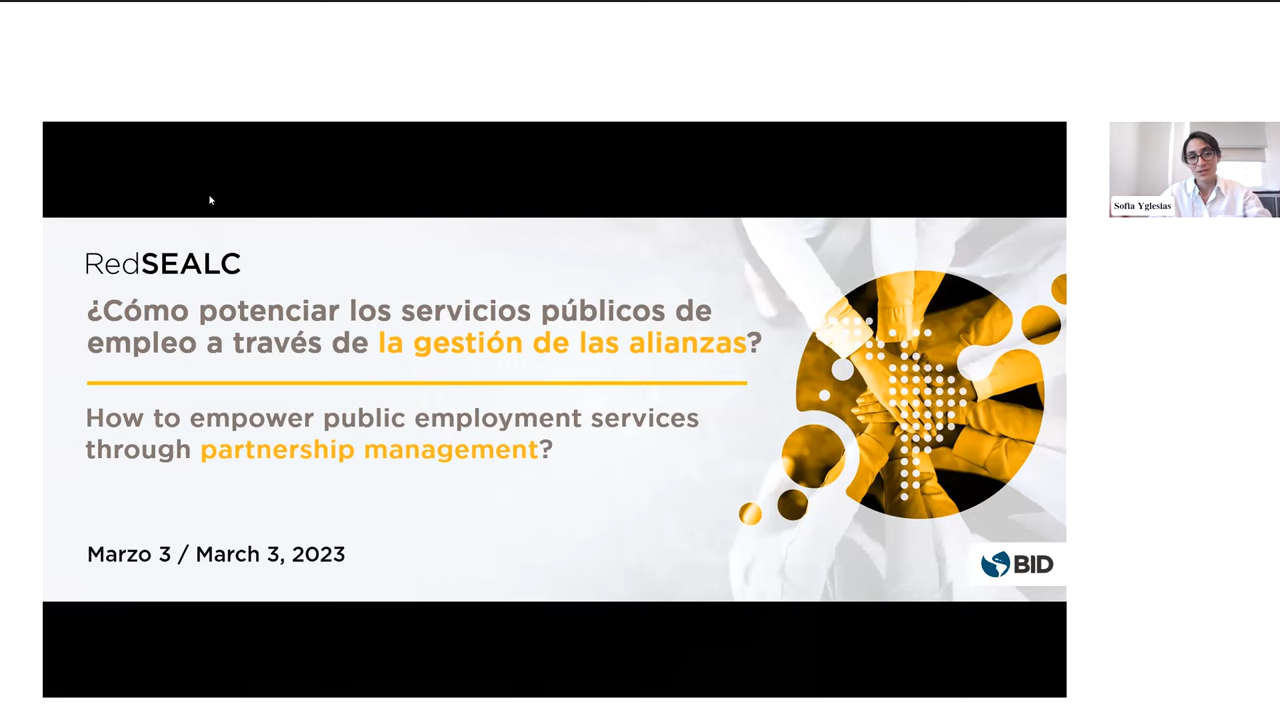 RedSEALC
¿Cómo potenciar los servicios públicos de
empleo a través de la gestión de las alianzas?
How to empower public employment services
through partnership management?
Marzo 3 / March 3, 2023
BID
Sofia Yglesias